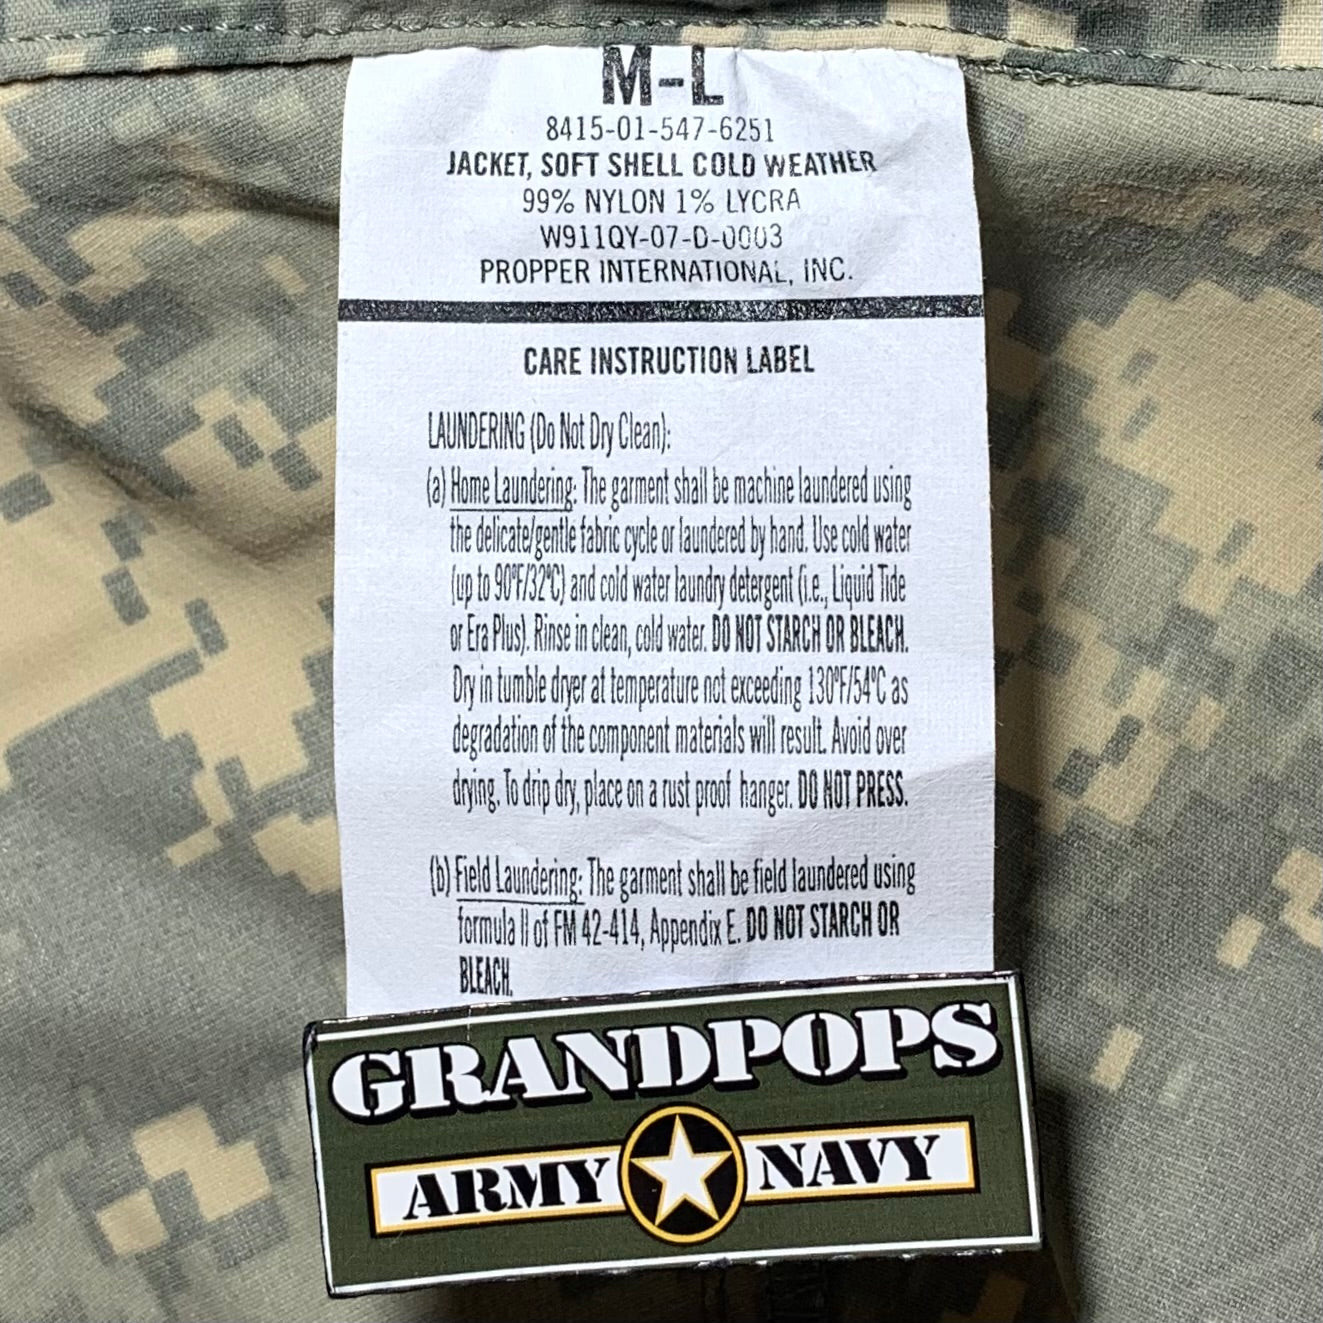 M-L
8415-01-547-6251
JACKET, SOFT SHELL COLD WEATHER
99% NYLON 1% LYCRA
W911QY-07-D-0003
PROPPER INTERNATIONAL, INC.
CARE INSTRUCTION LABEL
LAUNDERING (Do Not Dry Clean):
(a) Home Laundering: The garment shall be machine laundered using
the delicate/gentle fabric cycle or laundered by hand. Use cold water
(up to 90°F/32°C) and cold water laundry detergent (i.e., Liquid Tide
or Era Plus). Rinse in clean, cold water. DO NOT STARCH OR BLEACH.
Dry in tumble dryer at temperature not exceeding 130°F/54°C as
degradation of the component materials will result. Avoid over
drying. To drip dry, place on a rust proof hanger. DO NOT PRESS.
(b) Field Laundering: The garment shall be field laundered using
formula II of FM 42-414, Appendix E. DO NOT STARCH OR
BLEACH.
GRANDPOPS
ARMY NAVY